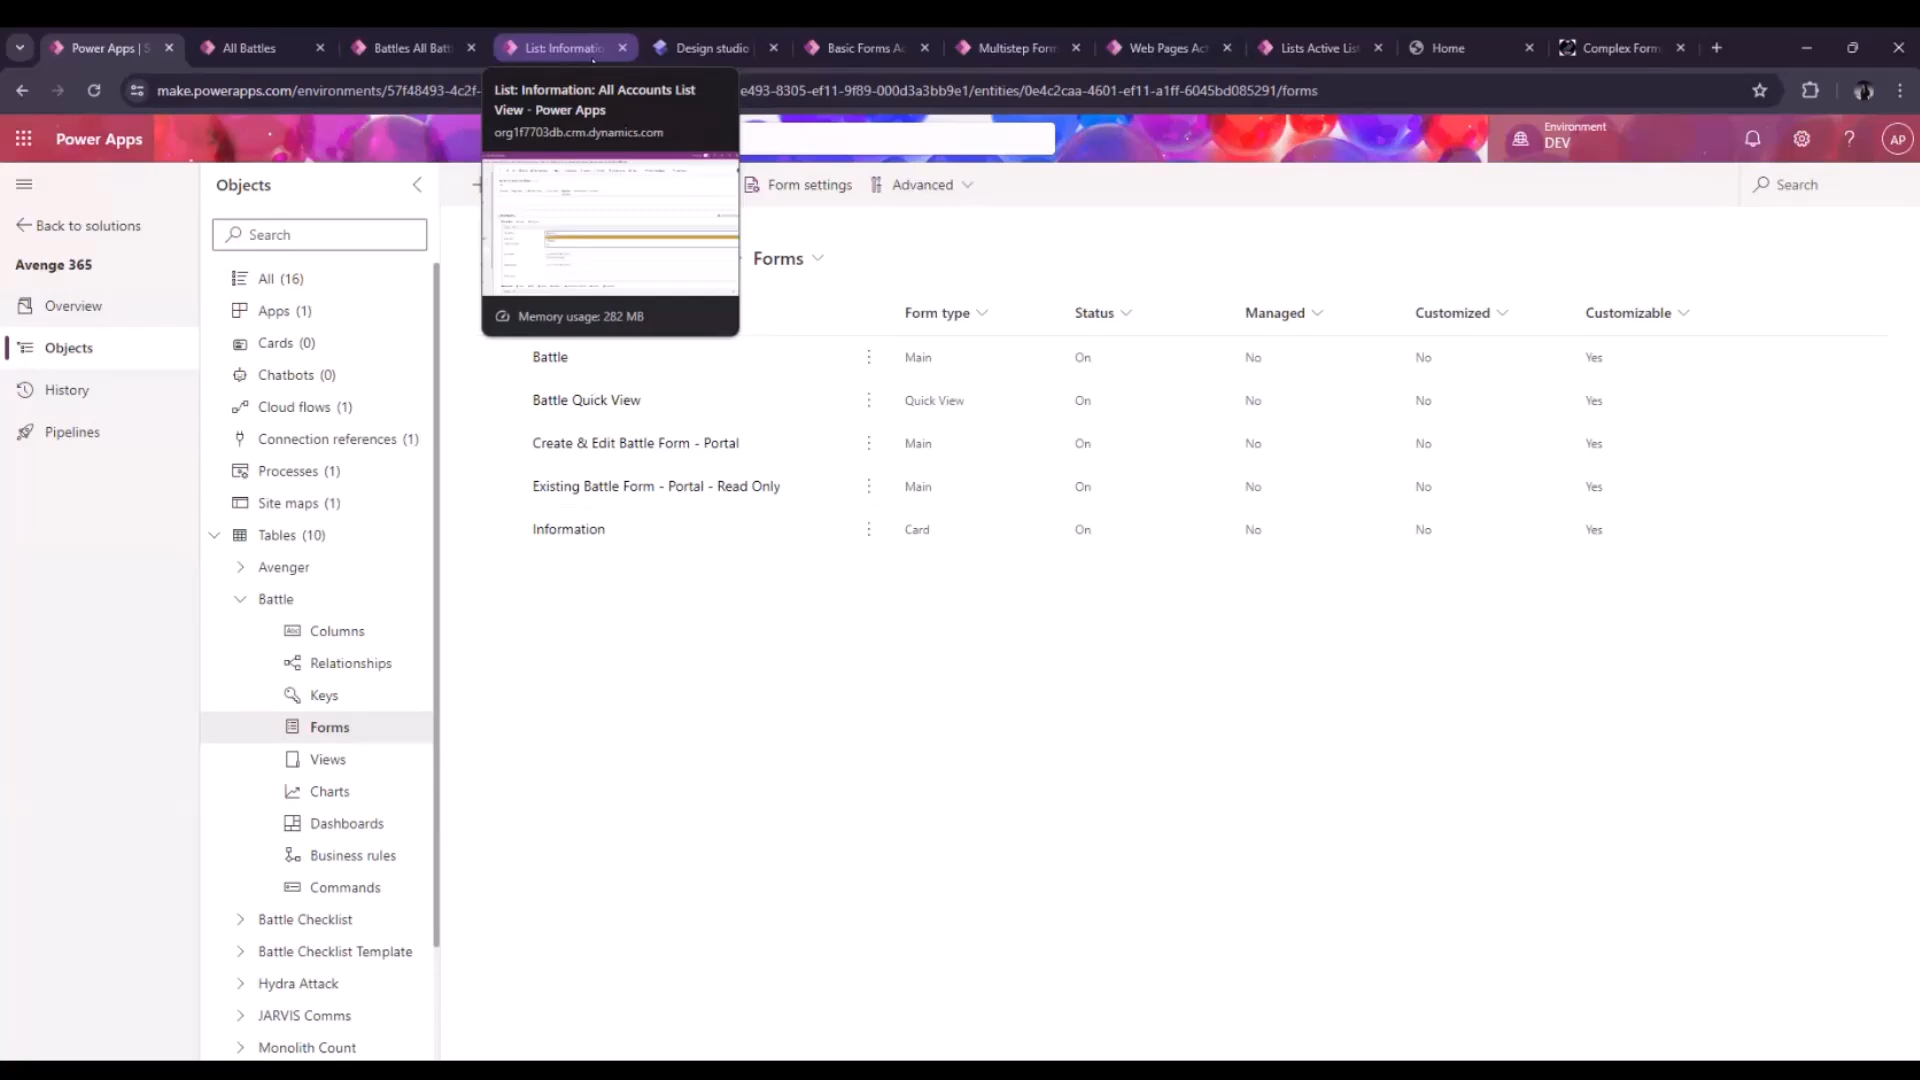 Power Apps | S
All Battles
Battles All Batt
List: Informatio
Design studio
Basic Forms Ac
Multistep Form
Web Pages Act
Lists Active List
Home
Complex Form
make.powerapps.com/environments/57f48493-4c2f-
e493-8305-ef11-9f89-000d3a3bb9e1/entities/0e4c2caa-4601-ef11-a1ff-6045bd085291/forms
List: Information: All Accounts List
View - Power Apps
org1f7703db.crm.dynamics.com
Memory usage: 282 MB
Power Apps
Environment
DEV
AP
Objects
Form settings
Advanced
Search
Back to solutions
Search
Avenge 365
Forms
All (16)
Overview
Apps (1)
Form type
Status
Managed
Customized
Customizable
Objects
Cards (0)
Battle
Main
On
No
No
Yes
Chatbots (0)
History
Battle Quick View
Quick View
On
No
No
Yes
Cloud flows (1)
Pipelines
Connection references (1)
Create & Edit Battle Form - Portal
Main
On
No
No
Yes
Processes (1)
Existing Battle Form - Portal - Read Only
Main
On
No
No
Yes
Site maps (1)
Information
Card
On
No
No
Yes
Tables (10)
Avenger
Battle
Columns
Relationships
Keys
Forms
Views
Charts
Dashboards
Business rules
Commands
Battle Checklist
Battle Checklist Template
Hydra Attack
JARVIS Comms
Monolith Count